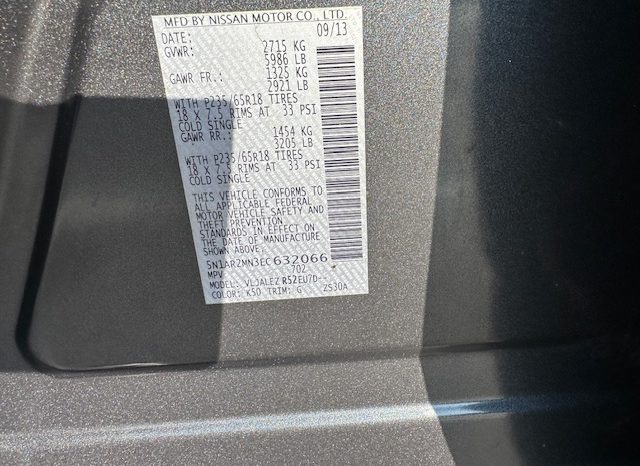 MFD BY NISSAN MOTOR CO., LTD.
DATE: 09/13
GVWR: 2715 KG
5986 LB
GAWR FR.: 1325 KG
2921 LB
WITH P235/65R18 TIRES
18 X 7.5 RIMS AT 33 PSI
COLD SINGLE
GAWR RR.: 1454 KG
3205 LB
WITH P235/65R18 TIRES
18 X 7.5 RIMS AT 33 PSI
COLD SINGLE
THIS VEHICLE CONFORMS TO
ALL APPLICABLE FEDERAL
MOTOR VEHICLE SAFETY AND
THEFT PREVENTION
STANDARDS IN EFFECT ON
THE DATE OF MANUFACTURE
SHOWN ABOVE.
5N1AR2MN3EC632066
MPV 702
MODEL: VLJALEZ R52EUTD--
COLOR: K5D TRIM: G ZS30A